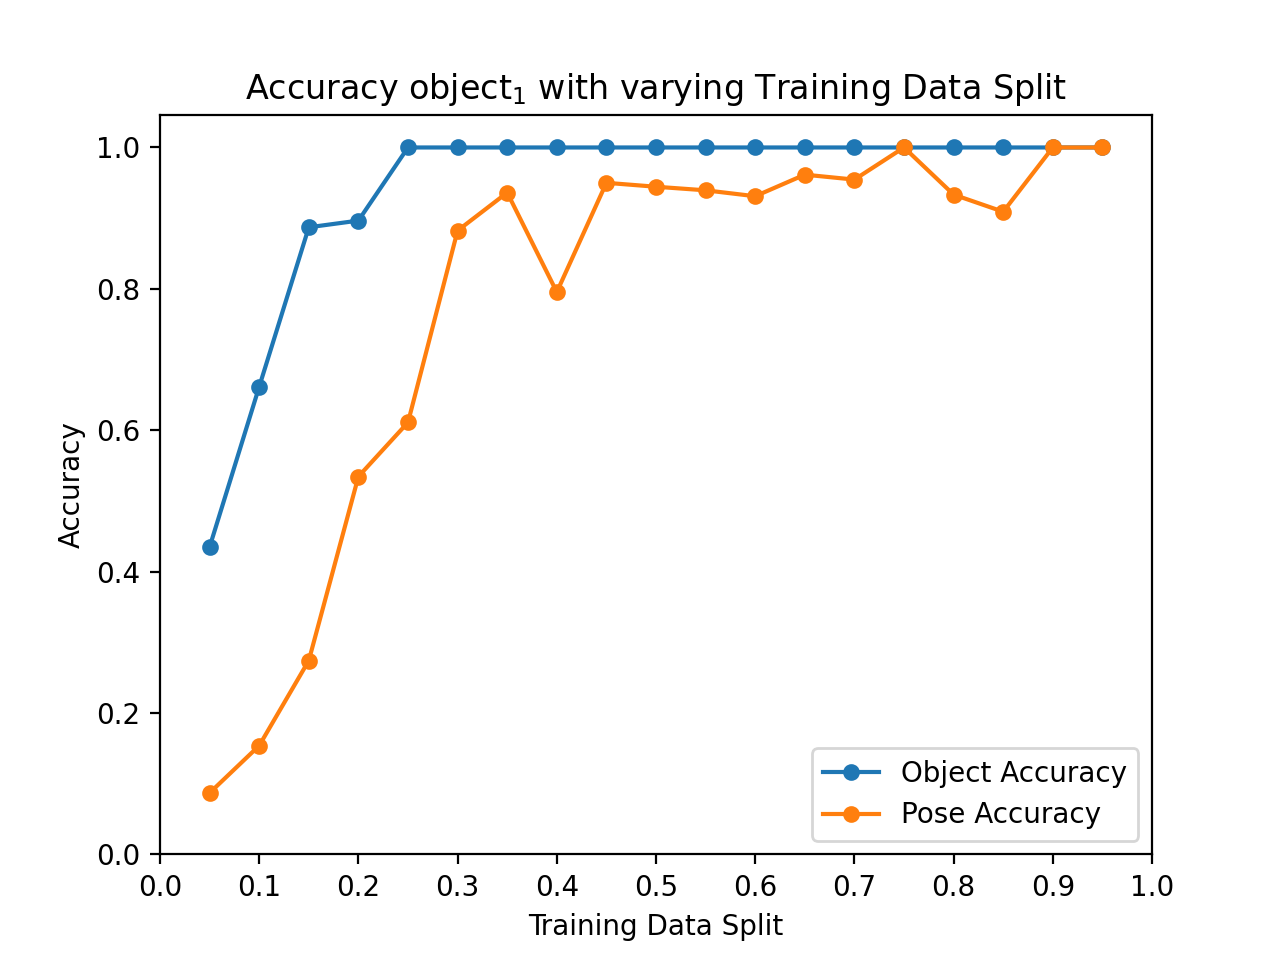 Accuracy object₁ with varying Training Data Split
1.0
0.8
0.6
0.4
0.2
0.0
Accuracy
0.0 0.1 0.2 0.3 0.4 0.5 0.6 0.7 0.8 0.9 1.0
Training Data Split
Object Accuracy
Pose Accuracy